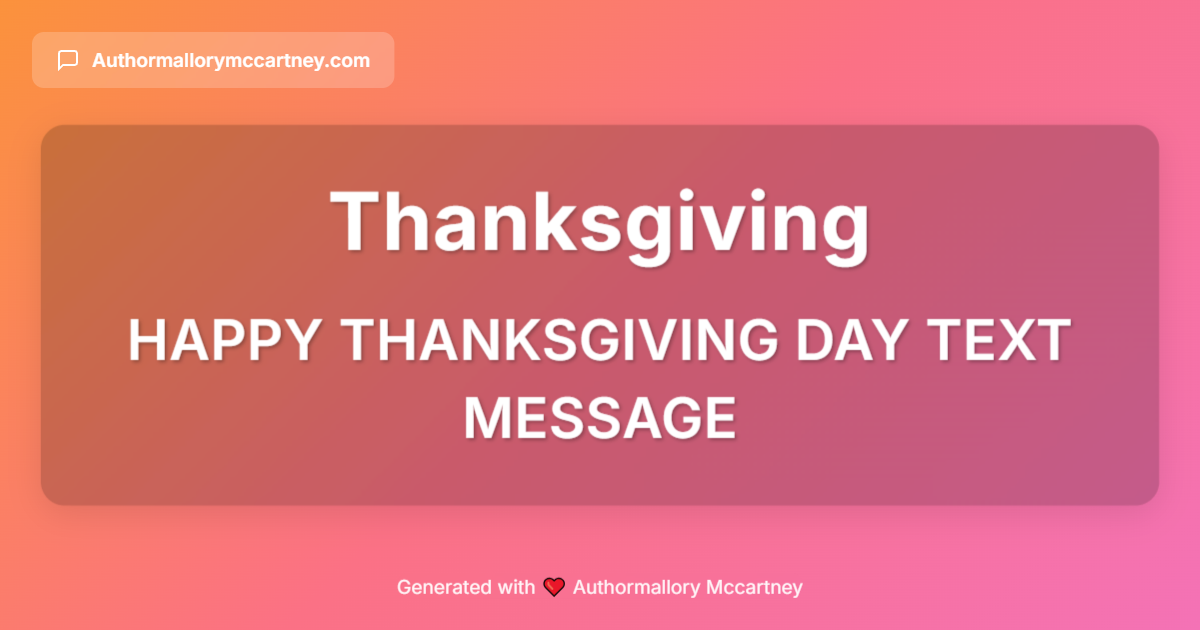 Authormallorymccartney.com
Thanksgiving
HAPPY THANKSGIVING DAY TEXT
MESSAGE
Generated with ❤️ Authormallory Mccartney